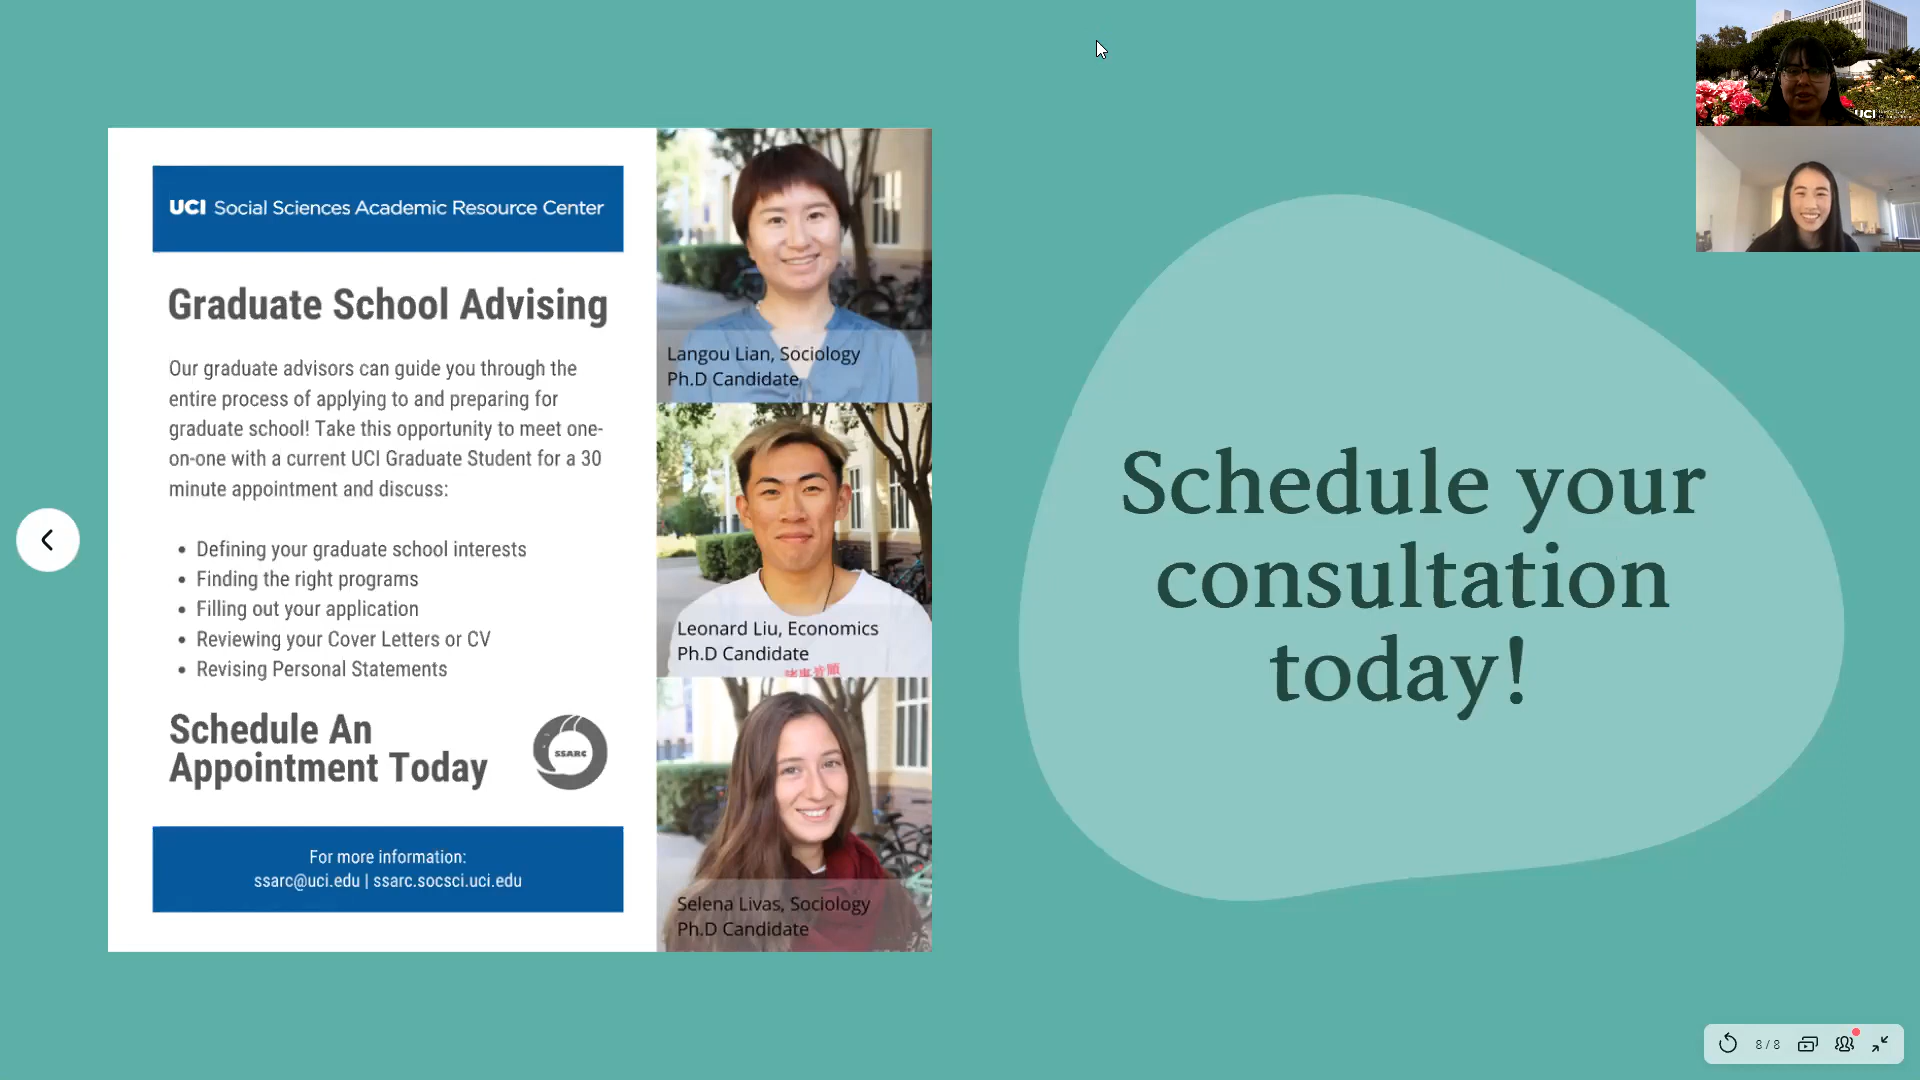 UCI Social Sciences Academic Resource Center
Graduate School Advising
Our graduate advisors can guide you through the
entire process of applying to and preparing for
graduate school! Take this opportunity to meet one-
on-one with a current UCI Graduate Student for a 30
minute appointment and discuss:
• Defining your graduate school interests
• Finding the right programs
• Filling out your application
• Reviewing your Cover Letters or CV
• Revising Personal Statements
Schedule An
Appointment Today
SSARC
For more information:
ssarc@uci.edu | ssarc.socsci.uci.edu
Langou Lian, Sociology
Ph.D Candidate
Leonard Liu, Economics
Ph.D Candidate
Selena Livas, Sociology
Ph.D Candidate
Schedule your
consultation
today!
UCI
8 / 8